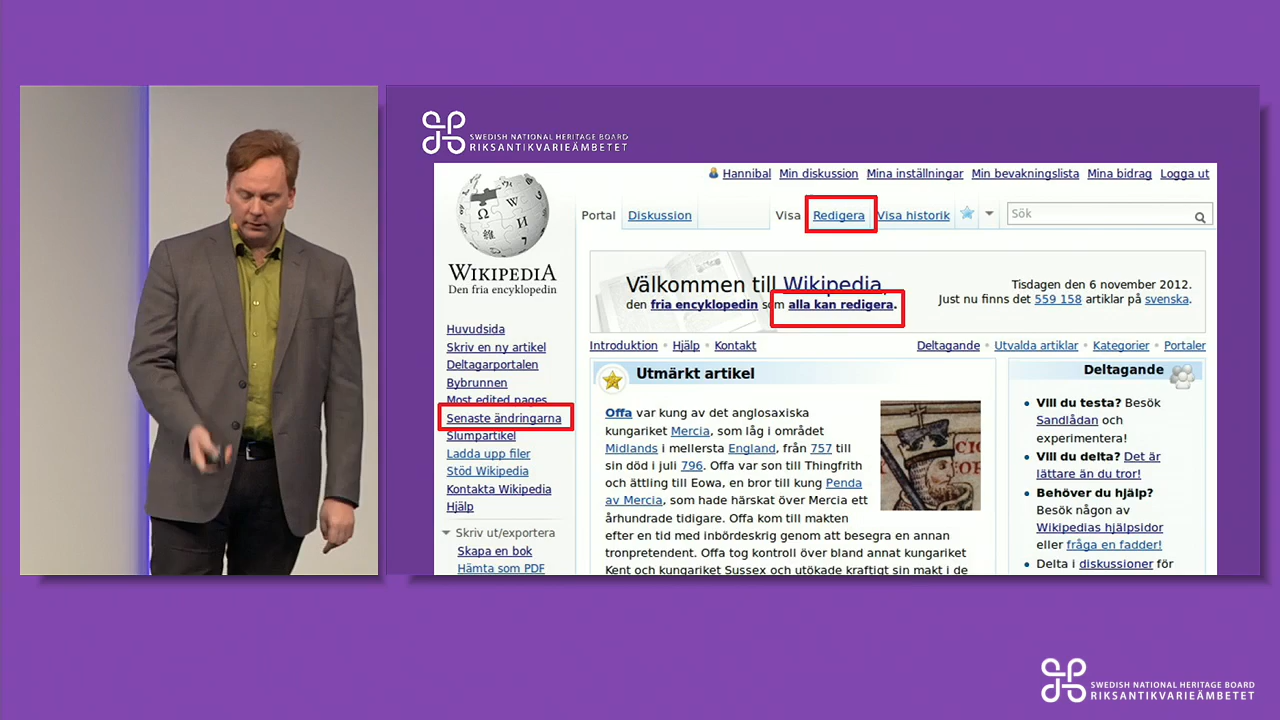 SWEDISH NATIONAL HERITAGE BOARD
RIKSANTIKVARIEÄMBETET
Hannibal Min diskussion Mina inställningar Min bevakningslista Mina bidrag Logga ut
Portal Diskussion Visa Redigera Visa historik Sök
WIKIPEDIA
Den fria encyklopedin
Huvudsida
Skriv en ny artikel
Deltagarportalen
Bybrunnen
Most edited pages
Senaste ändringarna
Slumpartikel
Ladda upp filer
Stöd Wikipedia
Kontakta Wikipedia
Hjälp
Skriv ut/exportera
Skapa en bok
Hämta som PDF
Välkommen till Wikipedia,
den fria encyklopedin som alla kan redigera.
Tisdagen den 6 november 2012.
Just nu finns det 559 158 artiklar på svenska.
Introduktion • Hjälp • Kontakt
Deltagande • Utvalda artiklar • Kategorier • Portaler
Utmärkt artikel
Offa var kung av det anglosaxiska
kungariket Mercia, som låg i området
Midlands i mellersta England, från 757 till
sin död i juli 796. Offa var son till Thingfrith
och ättling till Eowa, en bror till kung Penda
av Mercia, som hade härskat över Mercia ett
århundrade tidigare. Offa kom till makten
efter en tid med inbördeskrig genom att besegra en annan
tronpretendent. Offa tog kontroll över bland annat kungariket
Kent och kungariket Sussex och utökade kraftigt sin makt i de
Deltagande
• Vill du testa? Besök
Sandlådan och
experimentera!
• Vill du delta? Det är
lättare än du tror!
• Behöver du hjälp?
Besök någon av
Wikipedias hjälpsidor
eller fråga en fadder!
• Delta i diskussioner för
SWEDISH NATIONAL HERITAGE BOARD
RIKSANTIKVARIEÄMBETET